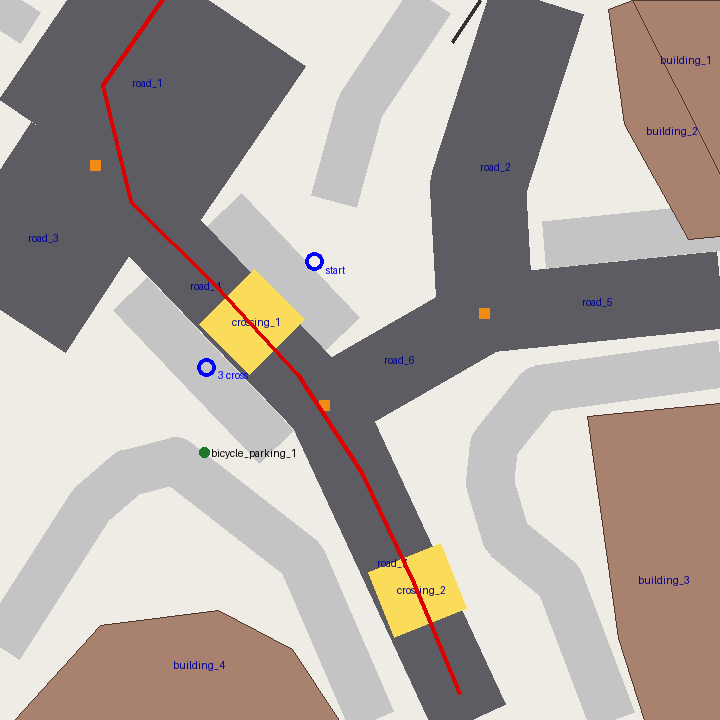 building_1
road_1
building_2
road_2
road_3
start
road_4
road_5
crossing_1
road_6
3 cross
bicycle_parking_1
road_7
building_3
crossing_2
building_4